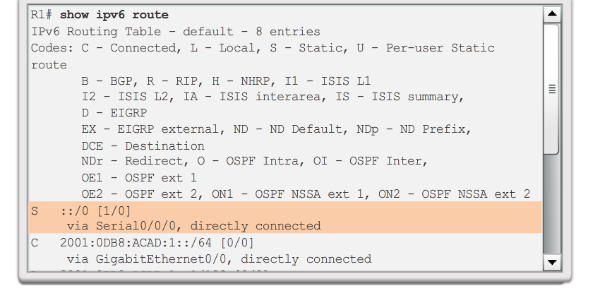 R1# show ipv6 route
IPv6 Routing Table - default - 8 entries
Codes: C - Connected, L - Local, S - Static, U - Per-user Static
route
B - BGP, R - RIP, H - NHRP, I1 - ISIS L1
I2 - ISIS L2, IA - ISIS interarea, IS - ISIS summary,
D - EIGRP
EX - EIGRP external, ND - ND Default, NDp - ND Prefix,
DCE - Destination
NDr - Redirect, O - OSPF Intra, OI - OSPF Inter,
OE1 - OSPF ext 1
OE2 - OSPF ext 2, ON1 - OSPF NSSA ext 1, ON2 - OSPF NSSA ext 2
S ::/0 [1/0]
via Serial0/0/0, directly connected
C 2001:0DB8:ACAD:1::/64 [0/0]
via GigabitEthernet0/0, directly connected